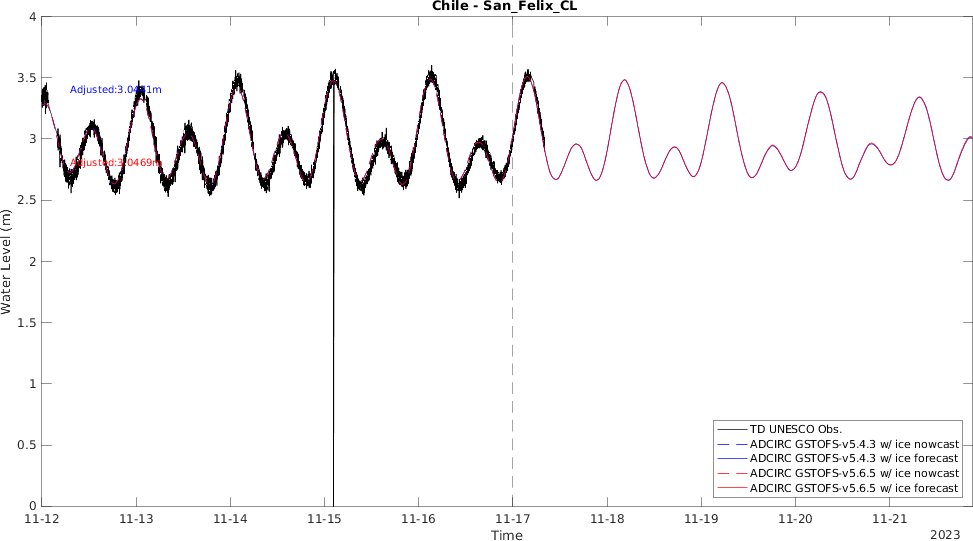 Chile - San_Felix_CL
4
3.5
3
2.5
2
1.5
1
0.5
0
Water Level (m)
Adjusted:3.0469m
TD UNESCO Obs.
ADCIRC GSTOFS-v5.4.3 w/ ice nowcast
ADCIRC GSTOFS-v5.4.3 w/ ice forecast
ADCIRC GSTOFS-v5.6.5 w/ ice nowcast
ADCIRC GSTOFS-v5.6.5 w/ ice forecast
11-12 11-13 11-14 11-15 11-16 11-17 11-18 11-19 11-20 11-21
Time
2023